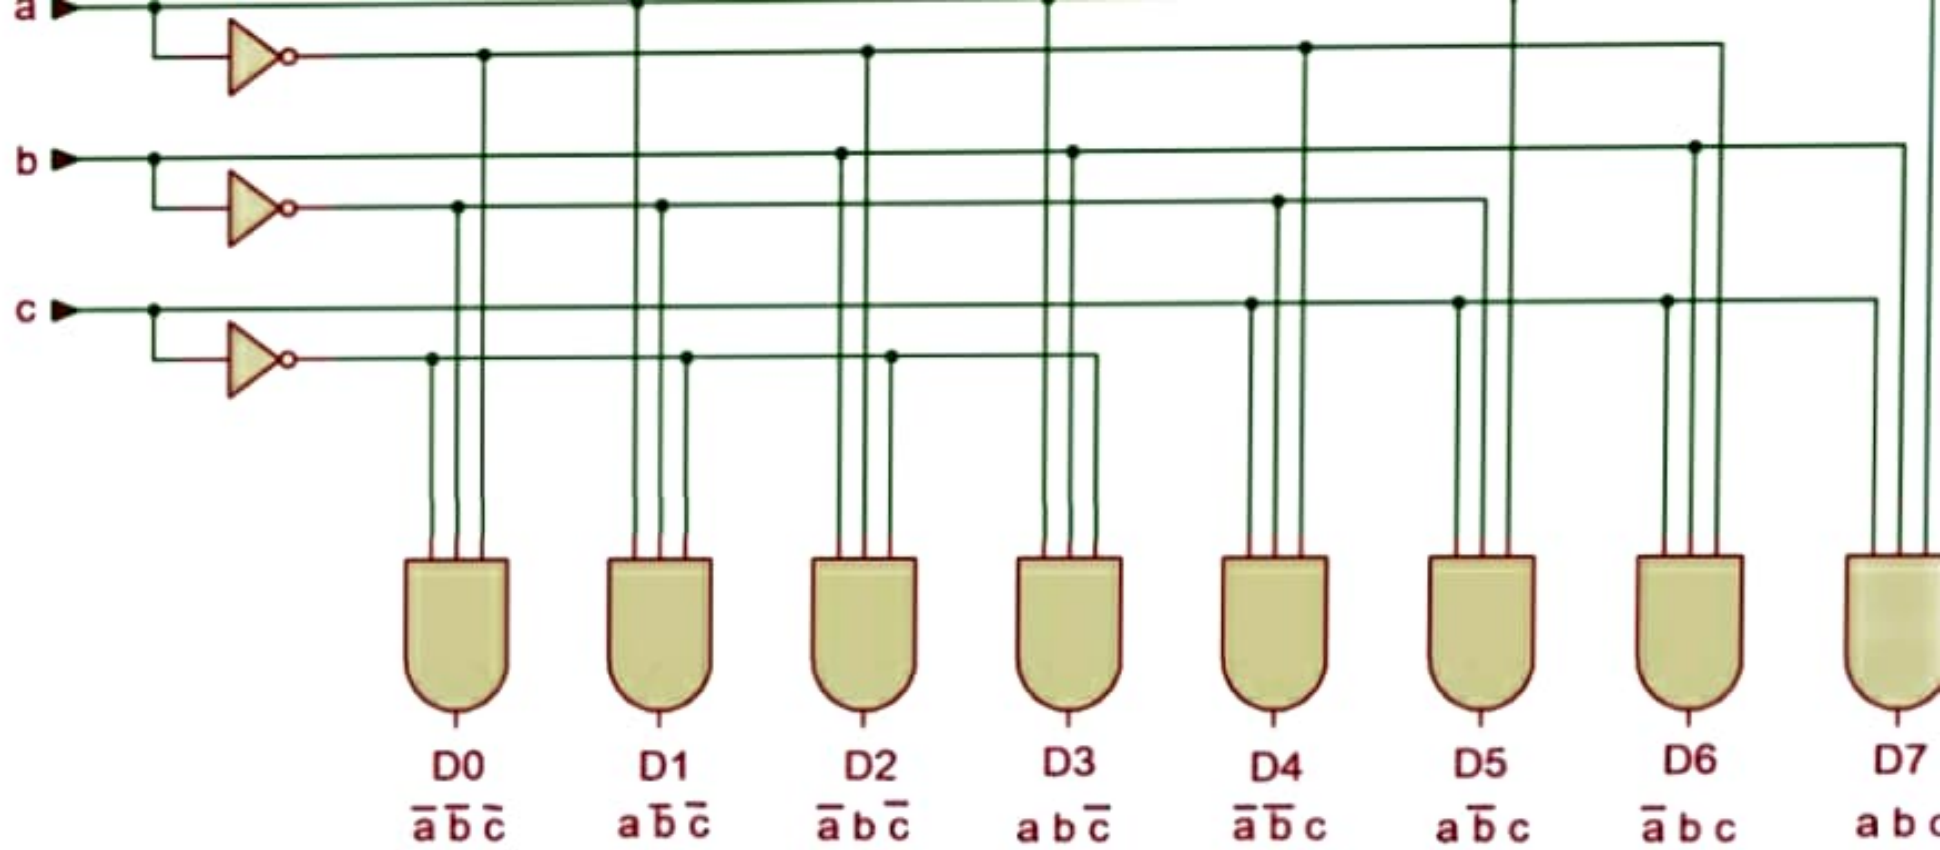 a
b
c
D0 D1 D2 D3 D4 D5 D6 D7
a̅ b̅ c̅ a b̅ c̅ a̅ b c̅ a b c̅ a̅ b̅ c a b̅ c a̅ b c a b c